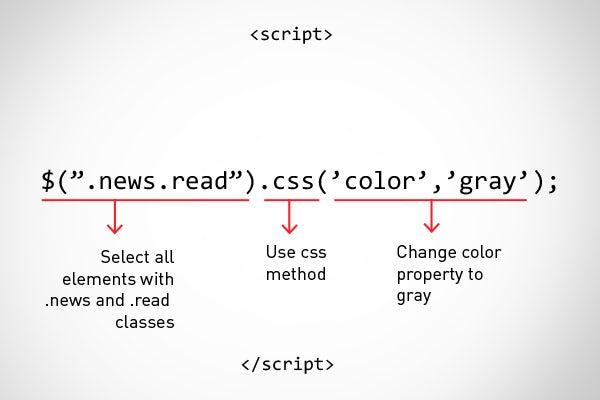 <script>
$(”.news.read”).css(’color’,’gray’);
Select all
elements with
.news and .read
classes
Use css
method
Change color
property to
gray
</script>